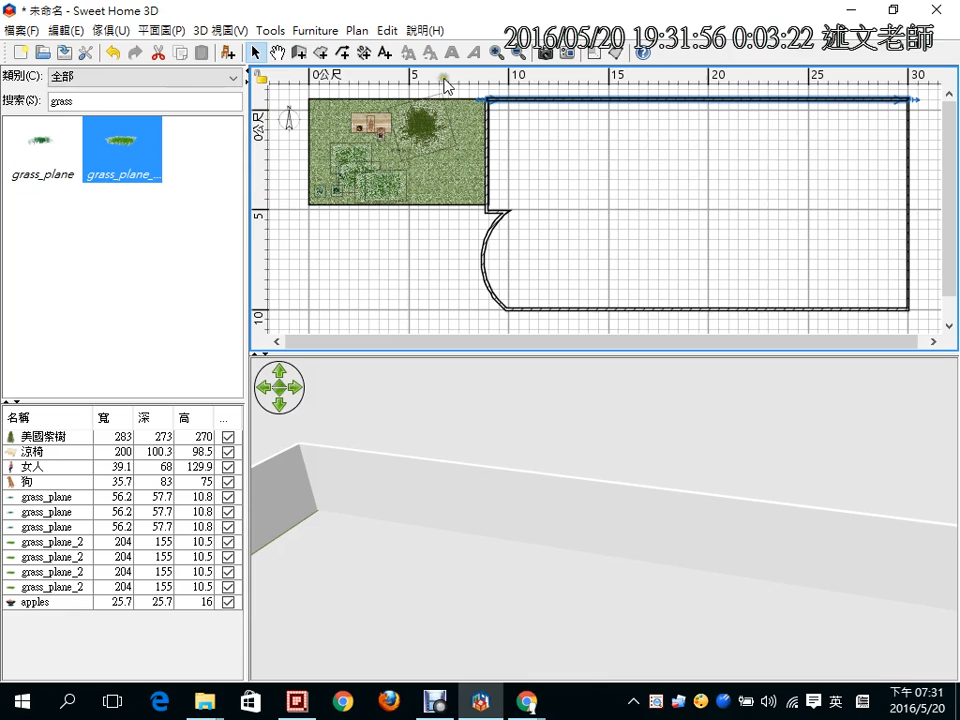 * 未命名 - Sweet Home 3D
檔案(F) 編輯(E) 傢俱(U) 平面圖(P) 3D 視圖(V) Tools Furniture Plan Edit 說明(H)
2016/05/20 19:31:56 0:03:22 述文老師
類別(C): 全部
搜索(S): grass
grass_plane grass_plane_...
0公尺 5 10 15 20 25 30
0公尺
5
10
N
名稱 寬 深 高 ...
美國紫樹 283 273 270
涼椅 200 100.3 98.5
女人 39.1 68 129.9
狗 35.7 83 75
grass_plane 56.2 57.7 10.8
grass_plane 56.2 57.7 10.8
grass_plane 56.2 57.7 10.8
grass_plane_2 204 155 10.5
grass_plane_2 204 155 10.5
grass_plane_2 204 155 10.5
grass_plane_2 204 155 10.5
apples 25.7 25.7 16
英
下午 07:31
2016/5/20